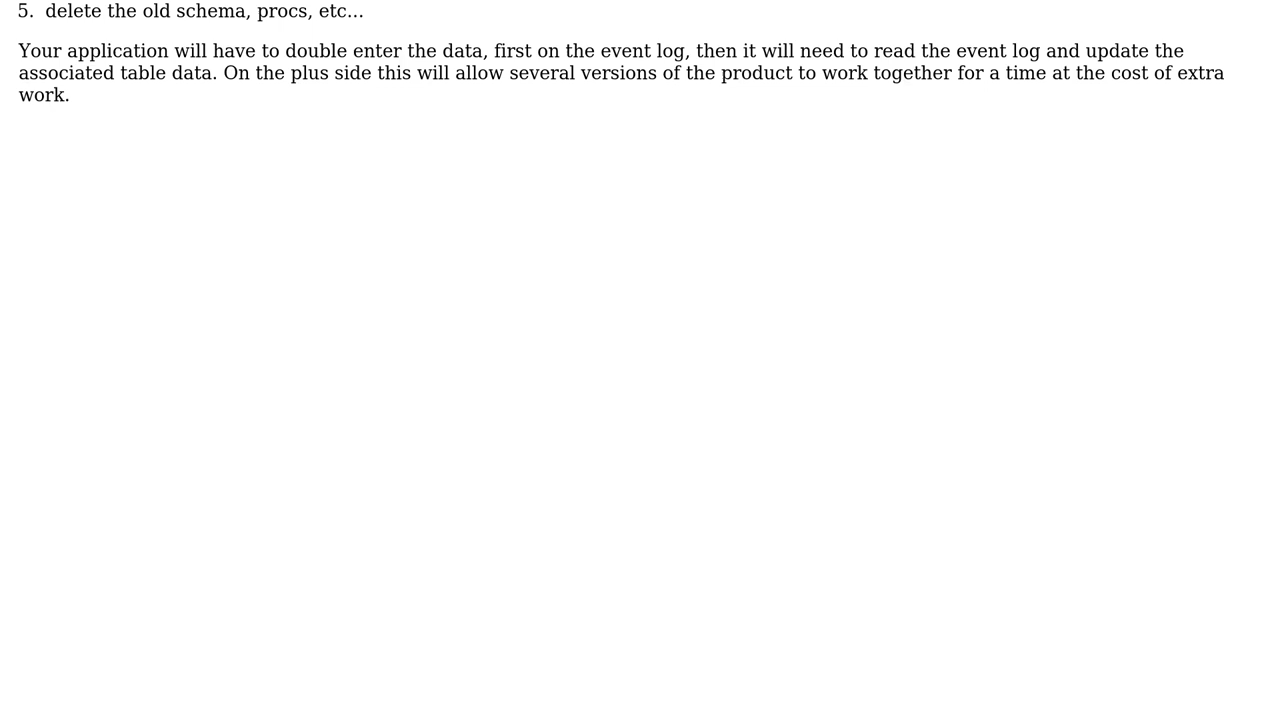 5. delete the old schema, procs, etc...
Your application will have to double enter the data, first on the event log, then it will need to read the event log and update the
associated table data. On the plus side this will allow several versions of the product to work together for a time at the cost of extra
work.